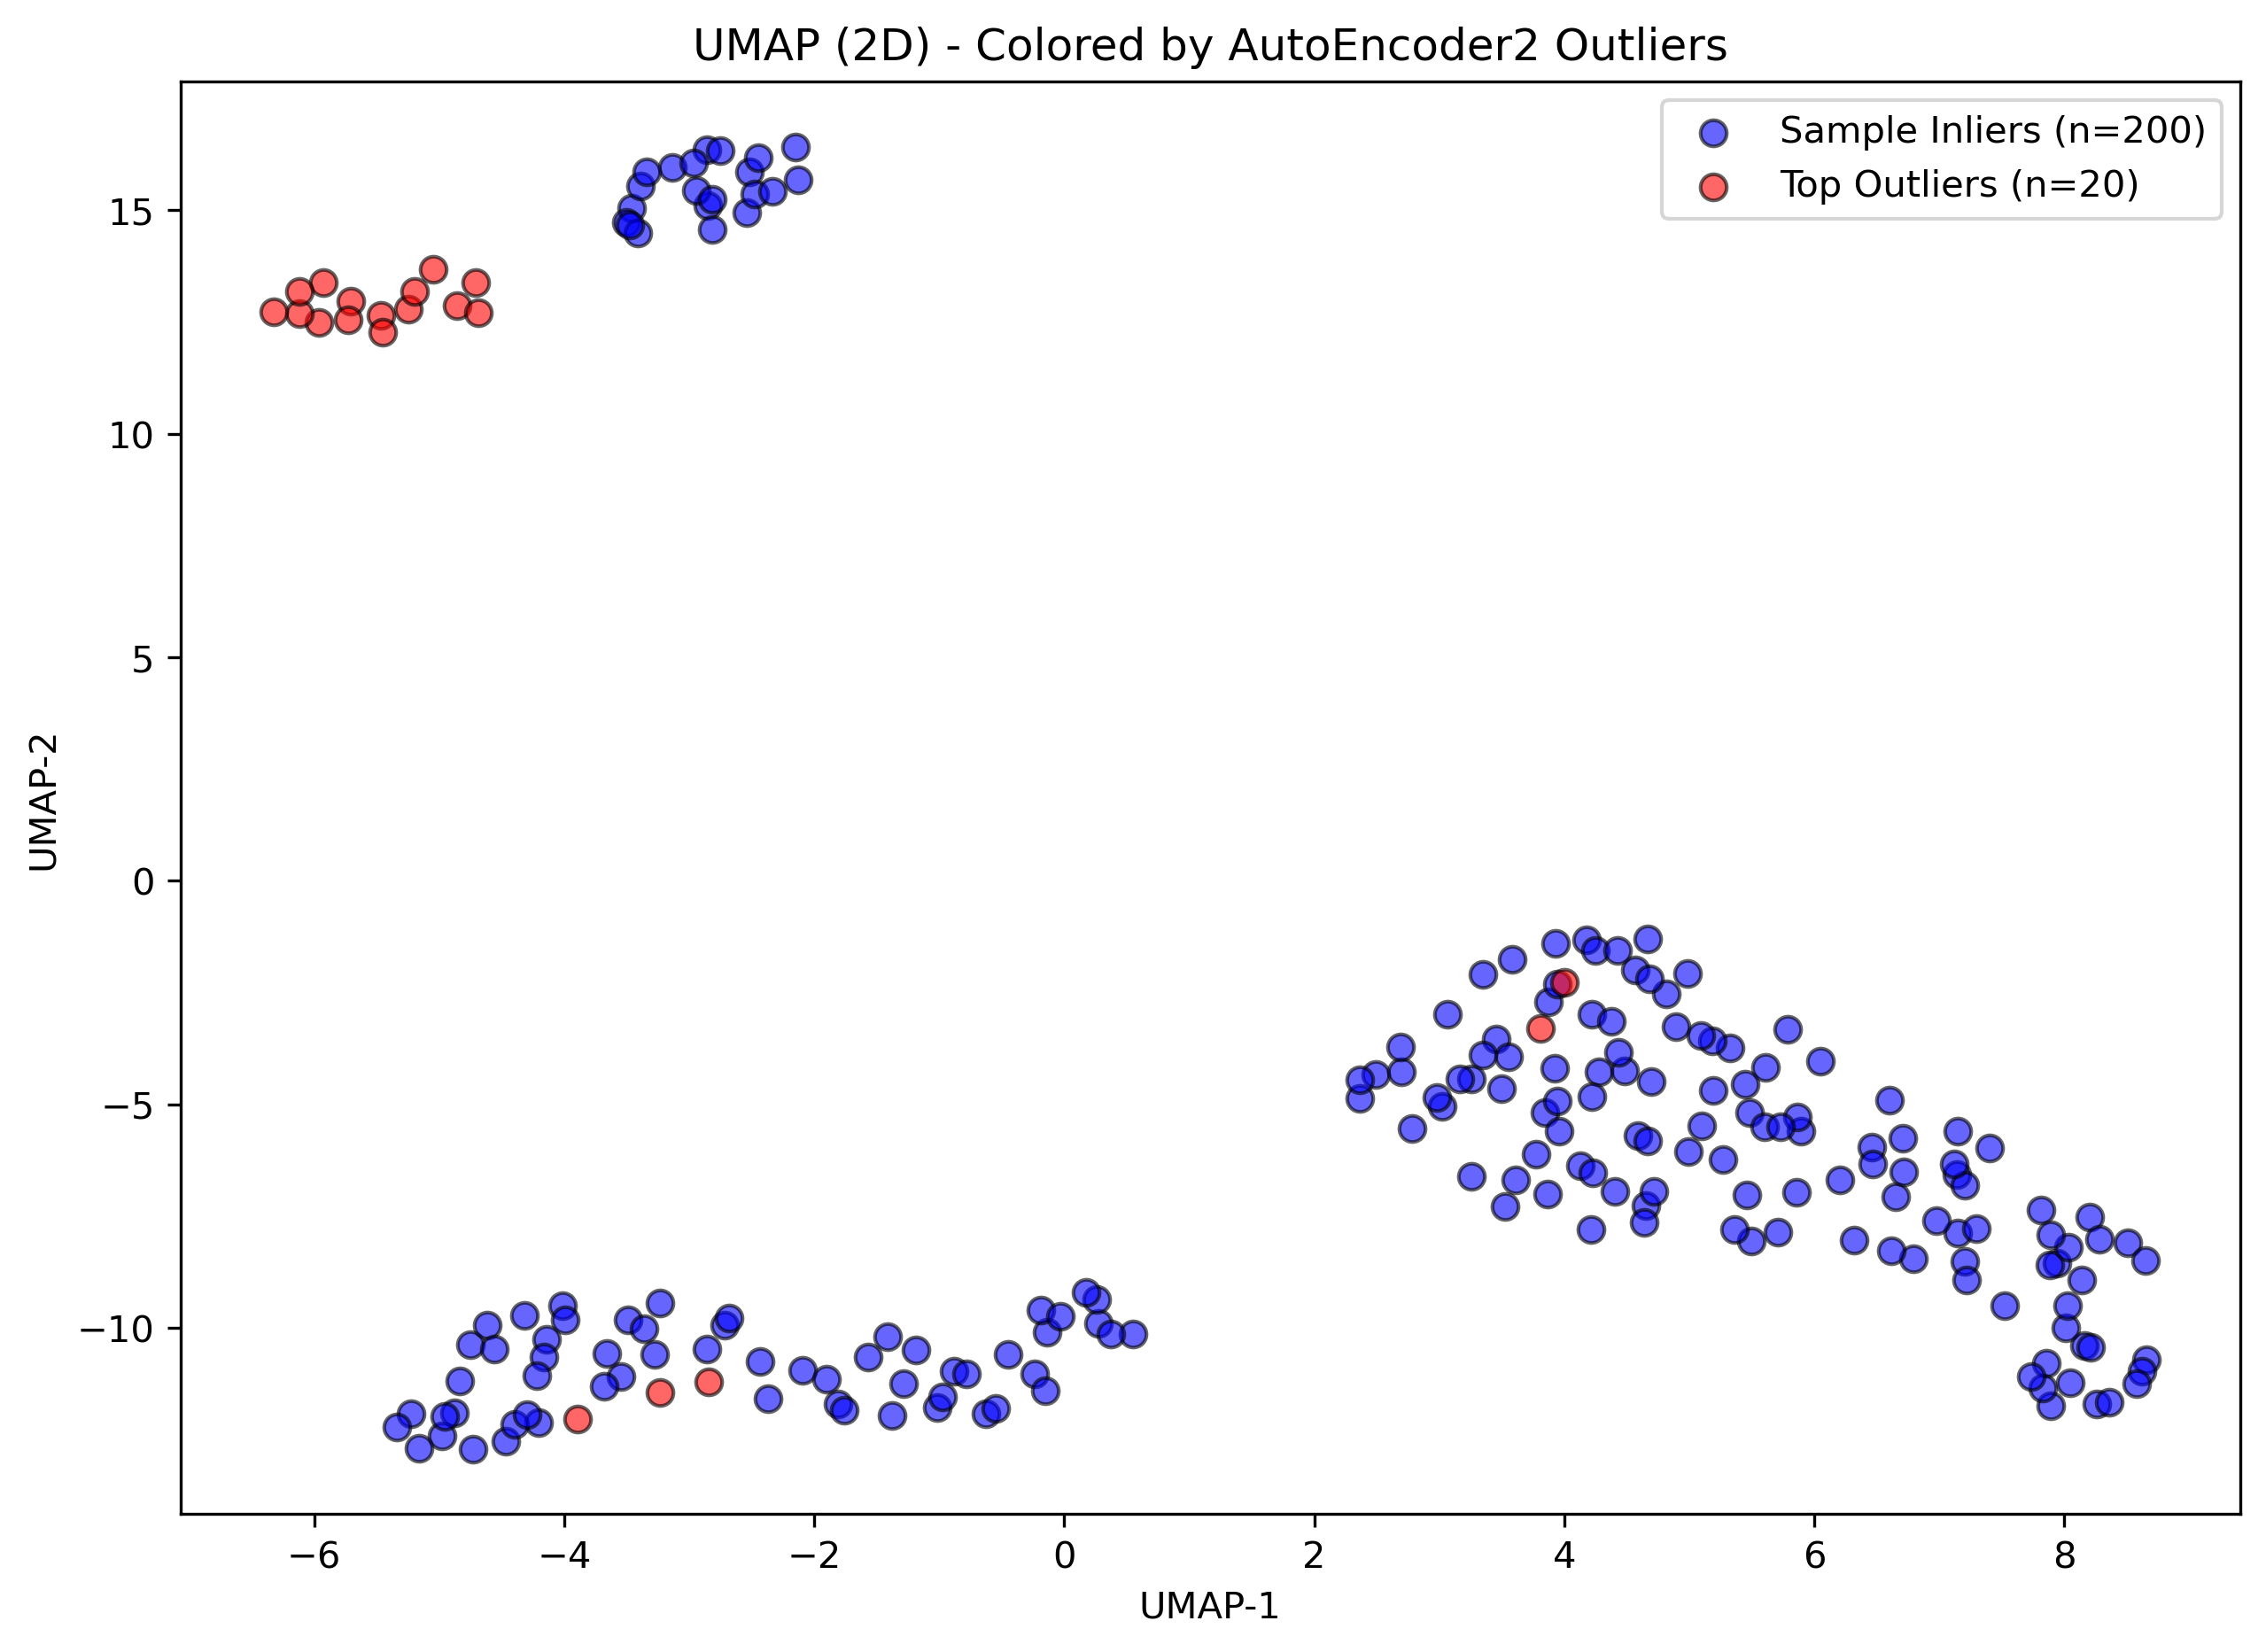 UMAP (2D) - Colored by AutoEncoder2 Outliers
Sample Inliers (n=200)
Top Outliers (n=20)
15
10
5
0
−5
−10
UMAP-2
−6 −4 −2 0 2 4 6 8
UMAP-1